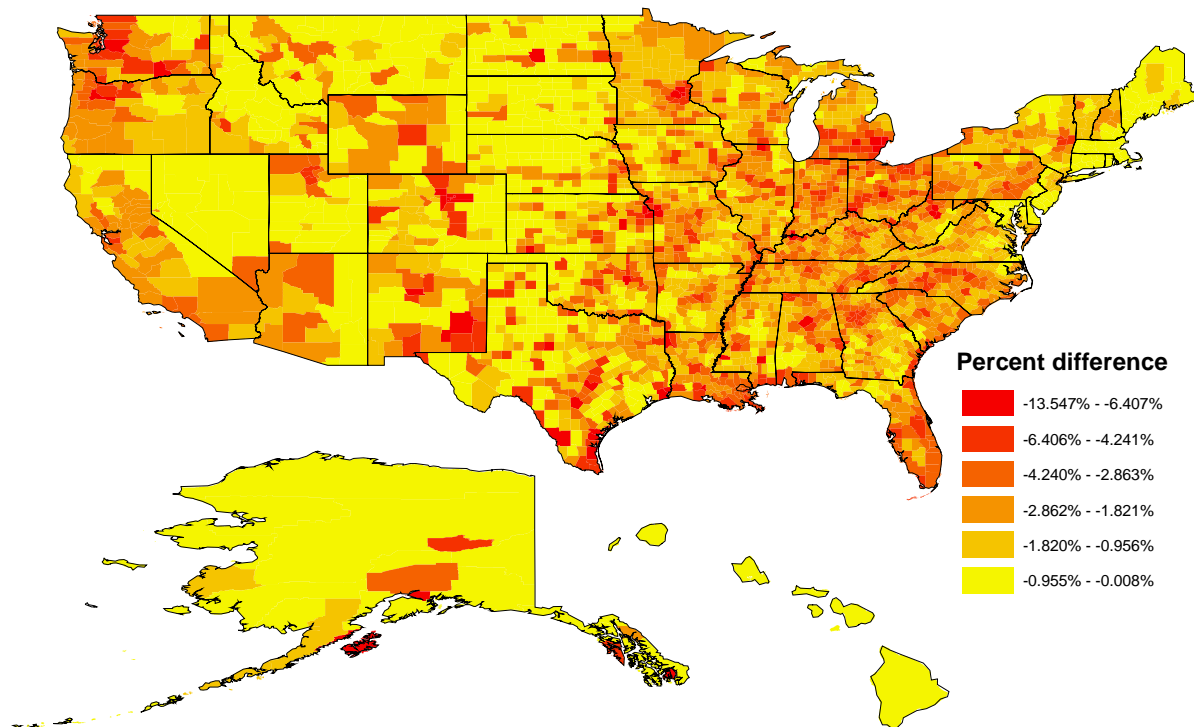 Percent difference
-13.547% - -6.407%
-6.406% - -4.241%
-4.240% - -2.863%
-2.862% - -1.821%
-1.820% - -0.956%
-0.955% - -0.008%